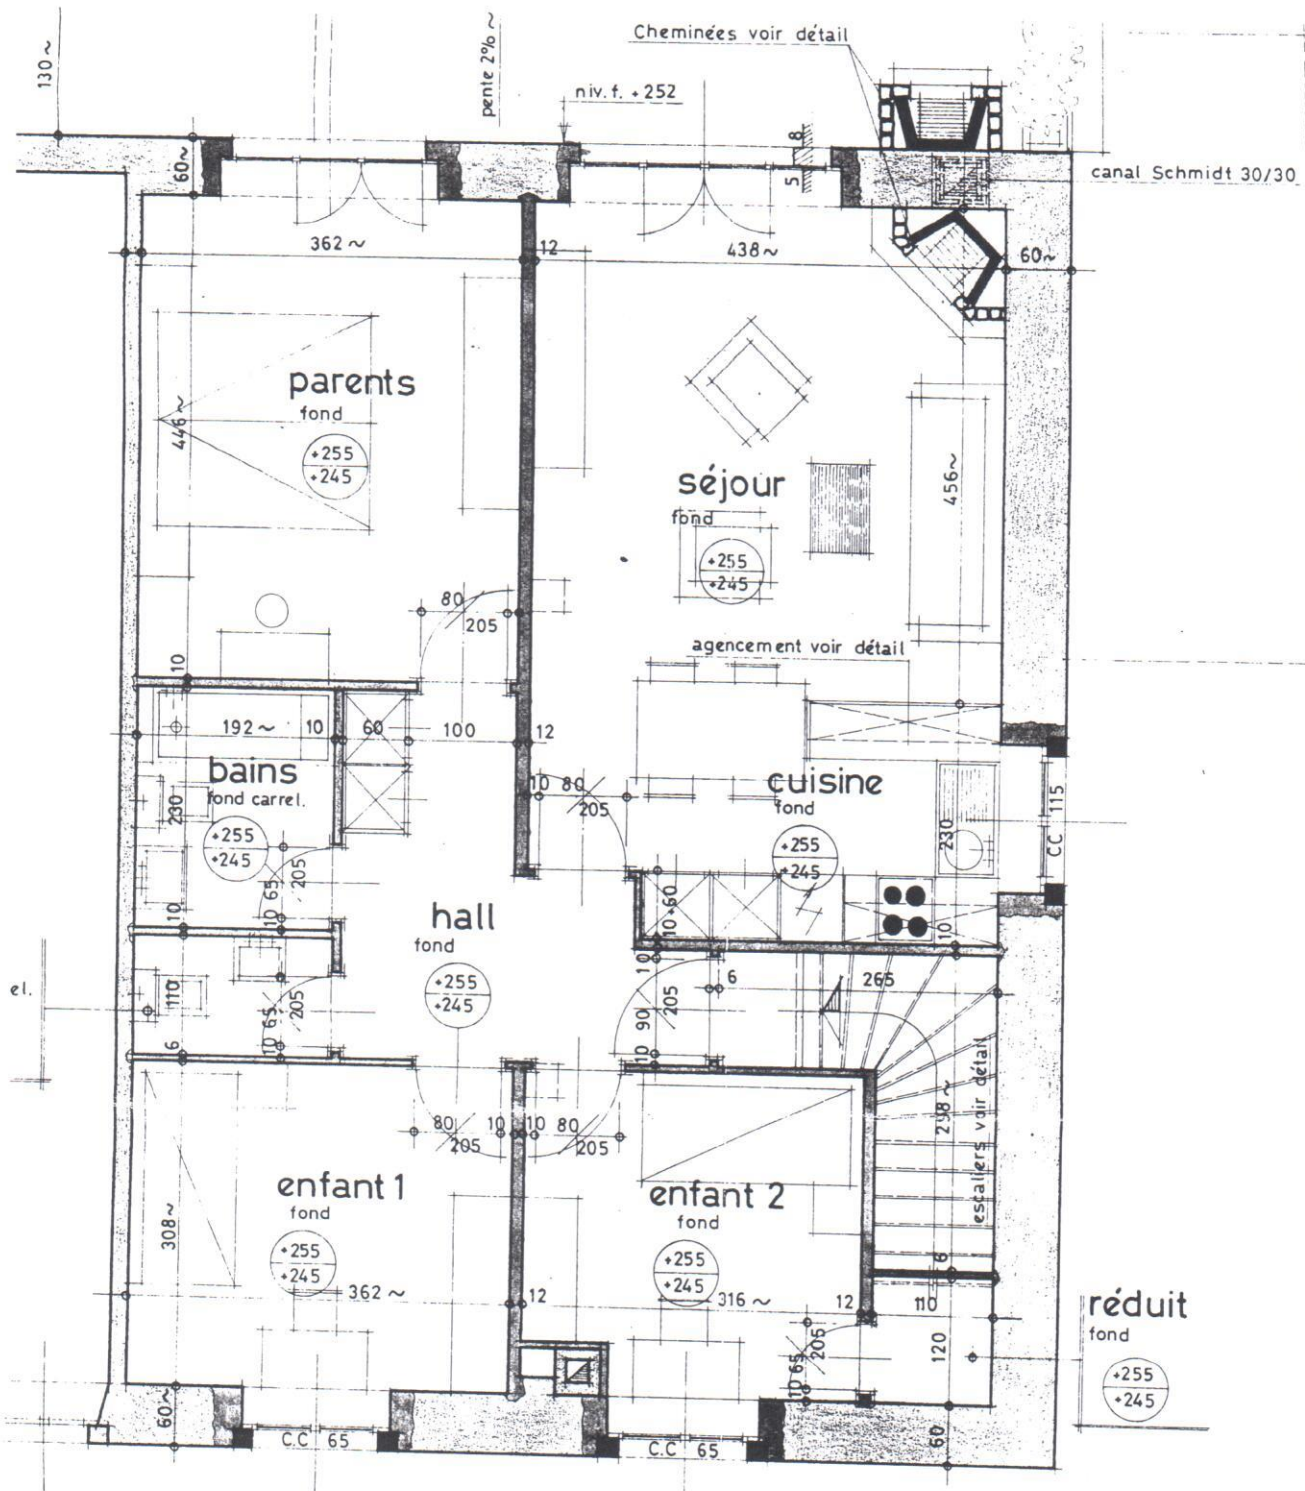 Cheminées voir détail
130~
pente 2% ~
niv. f. +252
60~
8
5
canal Schmidt 30/30
362~
12
438~
60~
parents
fond
+255
+245
446~
séjour
fond
+255
+245
456~
80
205
agencement voir détail
10
192~
10
60
100
12
bains
fond carrel.
+255
+245
230
10 80
205
cuisine
fond
+255
+245
230
CC 115
205
10 65
10
hall
fond
+255
+245
10+60
10
10
6
265
205
10 90
el.
110
205
10 65
6
298~
escaliers voir détail
80
205
10
10
80
205
enfant 1
fond
+255
+245
308~
enfant 2
fond
+255
+245
6
362~
12
316~
12
110
réduit
fond
+255
+245
205
10 65
120
60~
60
C.C 65
C.C 65